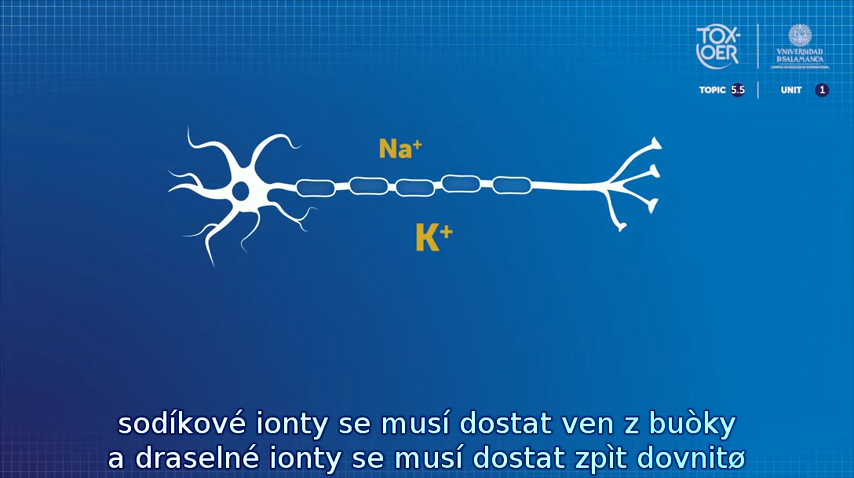 TOX-
OER
VNIVERSIDAD
D SALAMANCA
TOPIC 5.5
UNIT 1
Na+
K+
sodíkové ionty se musí dostat ven z buòky
a draselné ionty se musí dostat zpìt dovnitø